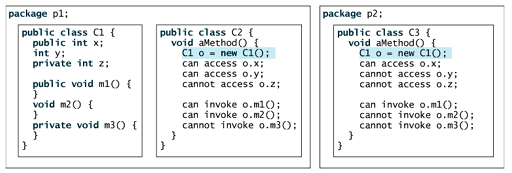 package p1;
public class C1 {
public int x;
int y;
private int z;
public void m1() {
}
void m2() {
}
private void m3() {
}
}
public class C2 {
void aMethod() {
C1 o = new C1();
can access o.x;
can access o.y;
cannot access o.z;
can invoke o.m1();
can invoke o.m2();
cannot invoke o.m3();
}
}
package p2;
public class C3 {
void aMethod() {
C1 o = new C1();
can access o.x;
cannot access o.y;
cannot access o.z;
can invoke o.m1();
cannot invoke o.m2();
cannot invoke o.m3();
}
}